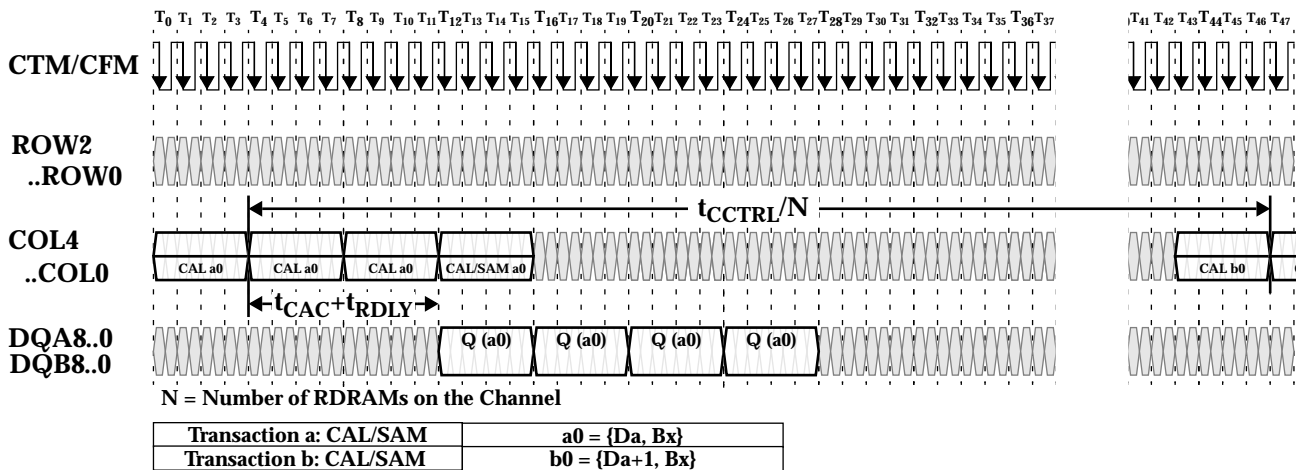 T0 T1 T2 T3 T4 T5 T6 T7 T8 T9 T10 T11 T12 T13 T14 T15 T16 T17 T18 T19 T20 T21 T22 T23 T24 T25 T26 T27 T28 T29 T30 T31 T32 T33 T34 T35 T36 T37 T41 T42 T43 T44 T45 T46 T47
CTM/CFM
ROW2
..ROW0
tCCTRL/N
COL4
..COL0
CAL a0 CAL a0 CAL a0 CAL/SAM a0 CAL b0
tCAC+tRDLY
DQA8..0
DQB8..0
Q (a0) Q (a0) Q (a0) Q (a0)
N = Number of RDRAMs on the Channel
Transaction a: CAL/SAM a0 = {Da, Bx}
Transaction b: CAL/SAM b0 = {Da+1, Bx}